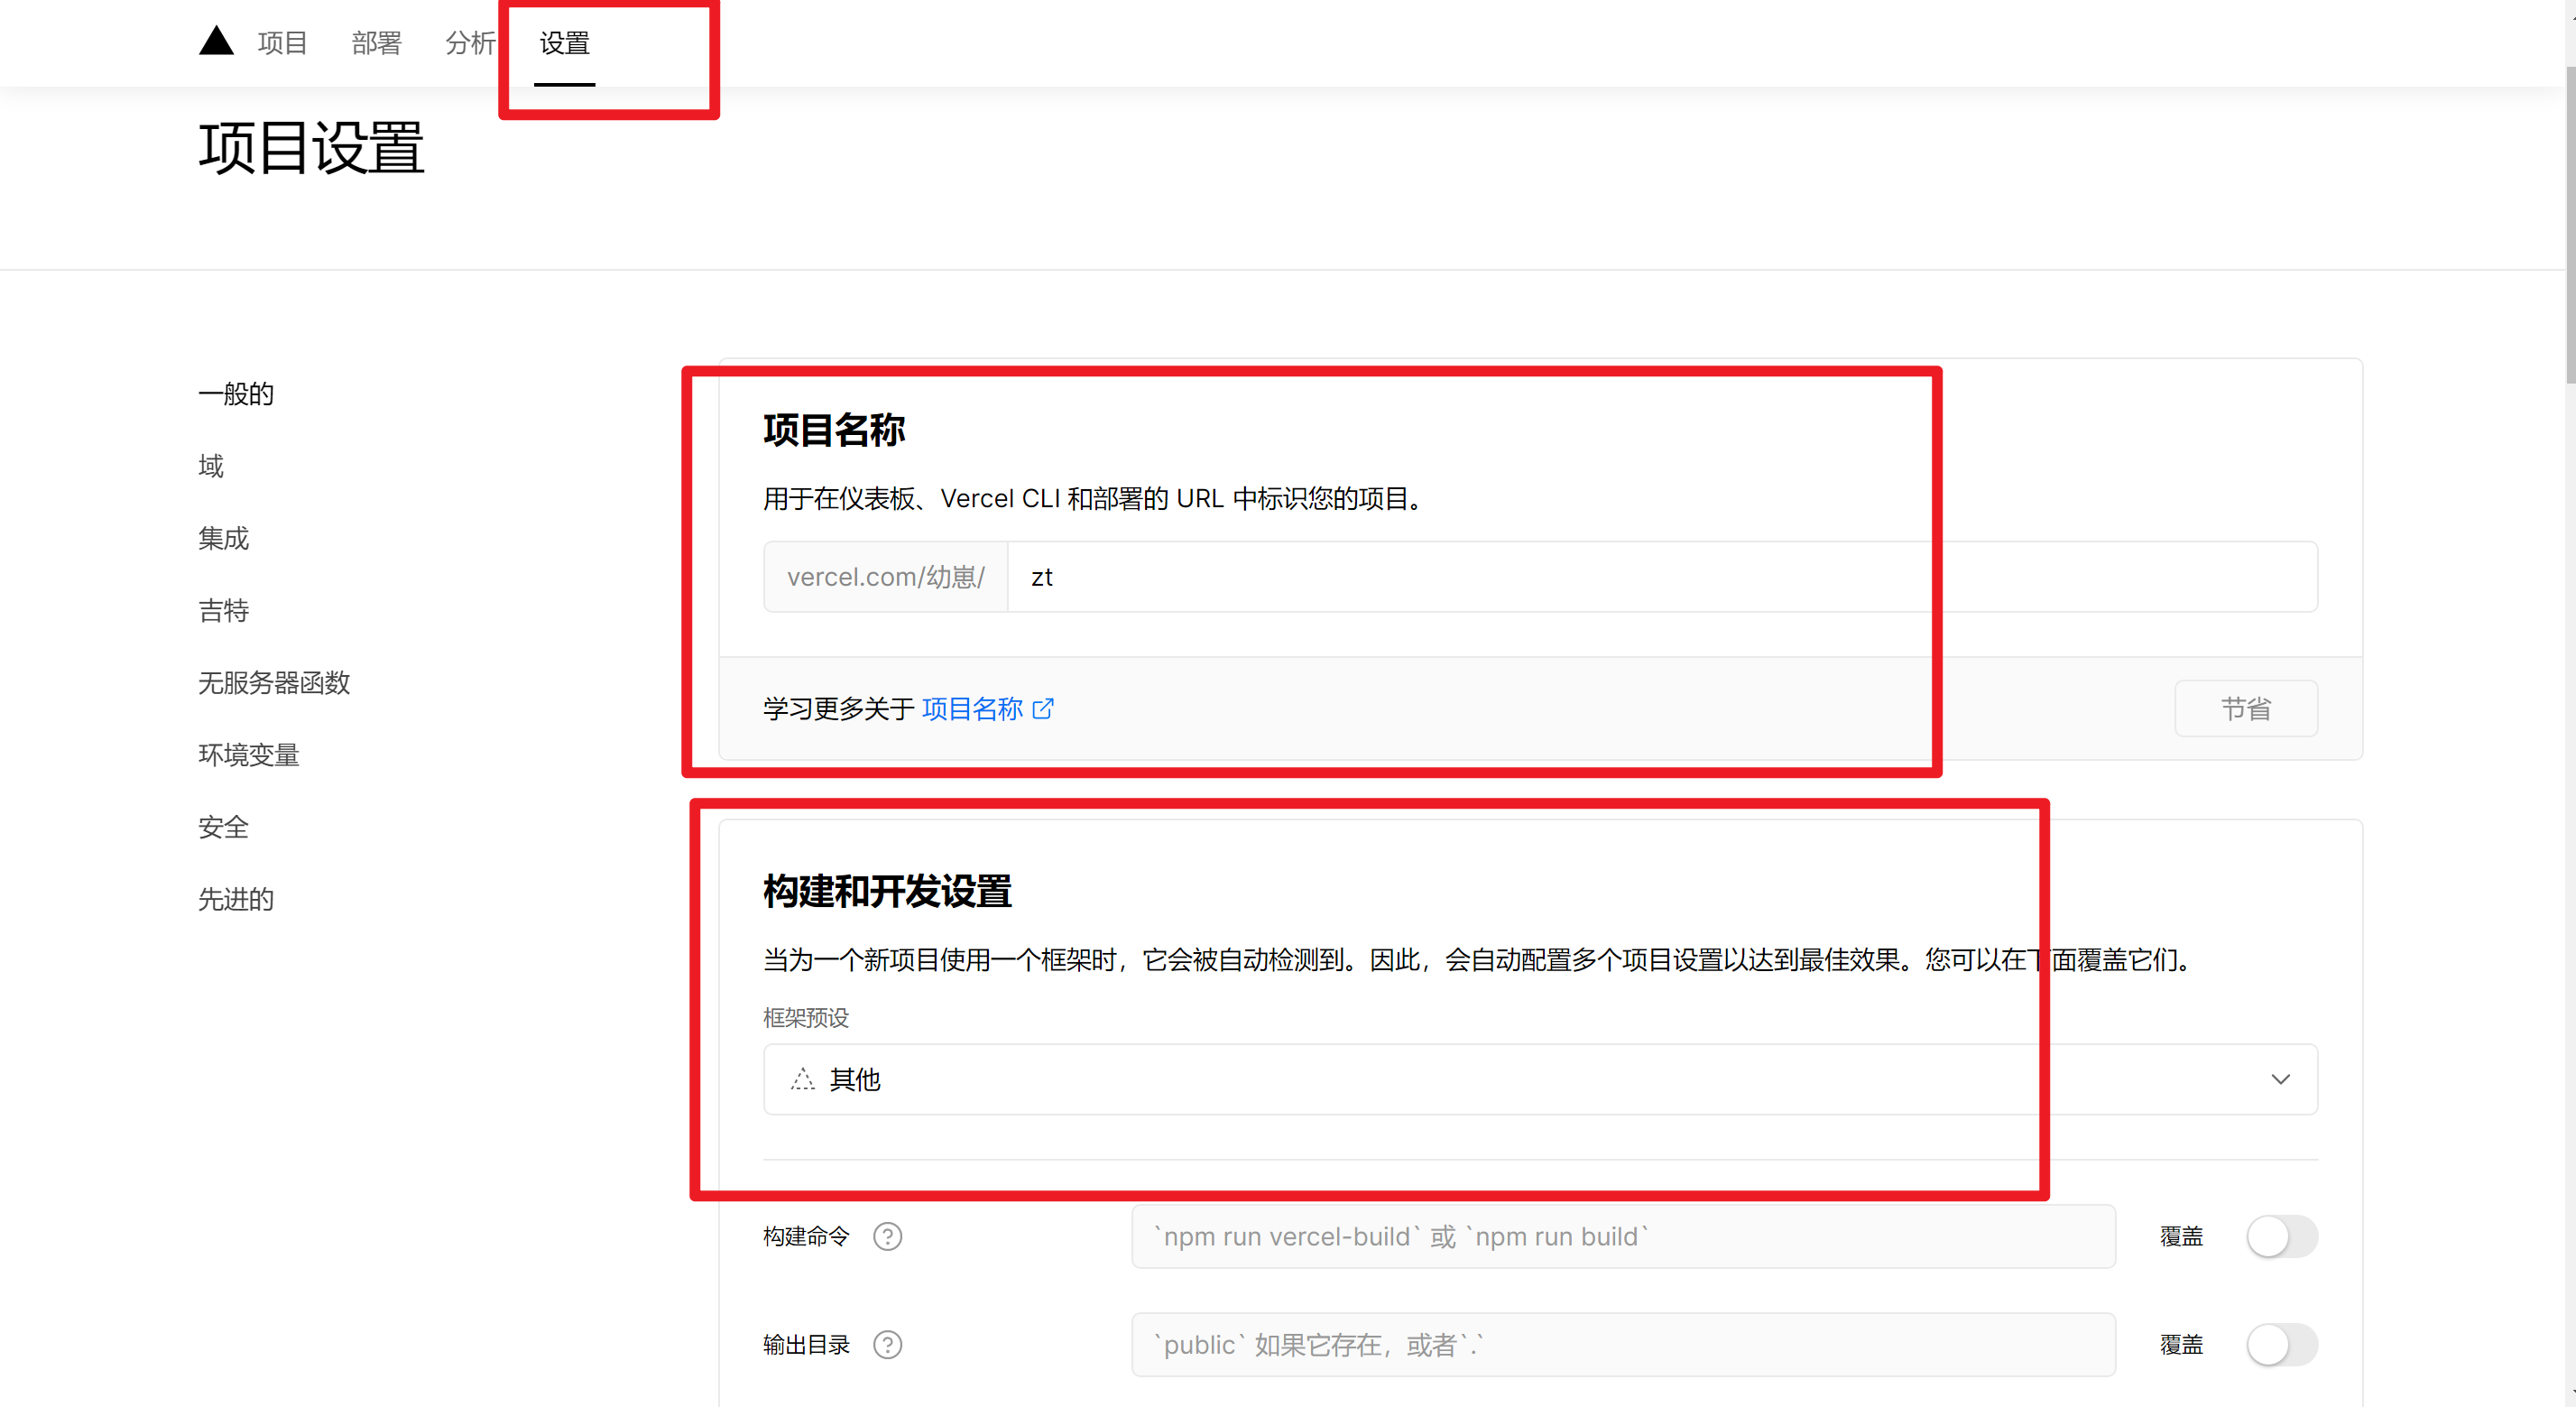 项目 部署 分析 设置
项目设置
一般的
域
集成
吉特
无服务器函数
环境变量
安全
先进的
项目名称
用于在仪表板、Vercel CLI 和部署的 URL 中标识您的项目。
vercel.com/幼崽/ zt
学习更多关于 项目名称
节省
构建和开发设置
当为一个新项目使用一个框架时，它会被自动检测到。因此，会自动配置多个项目设置以达到最佳效果。您可以在下面覆盖它们。
框架预设
其他
构建命令 ? `npm run vercel-build` 或 `npm run build` 覆盖
输出目录 ? `public` 如果它存在，或者`.` 覆盖